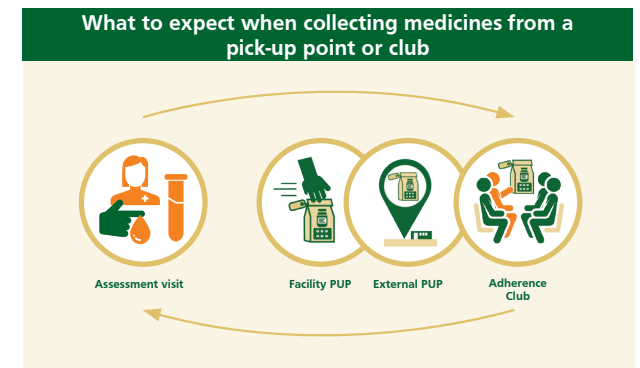 What to expect when collecting medicines from a
pick-up point or club
Assessment visit
Facility PUP
External PUP
Adherence
Club